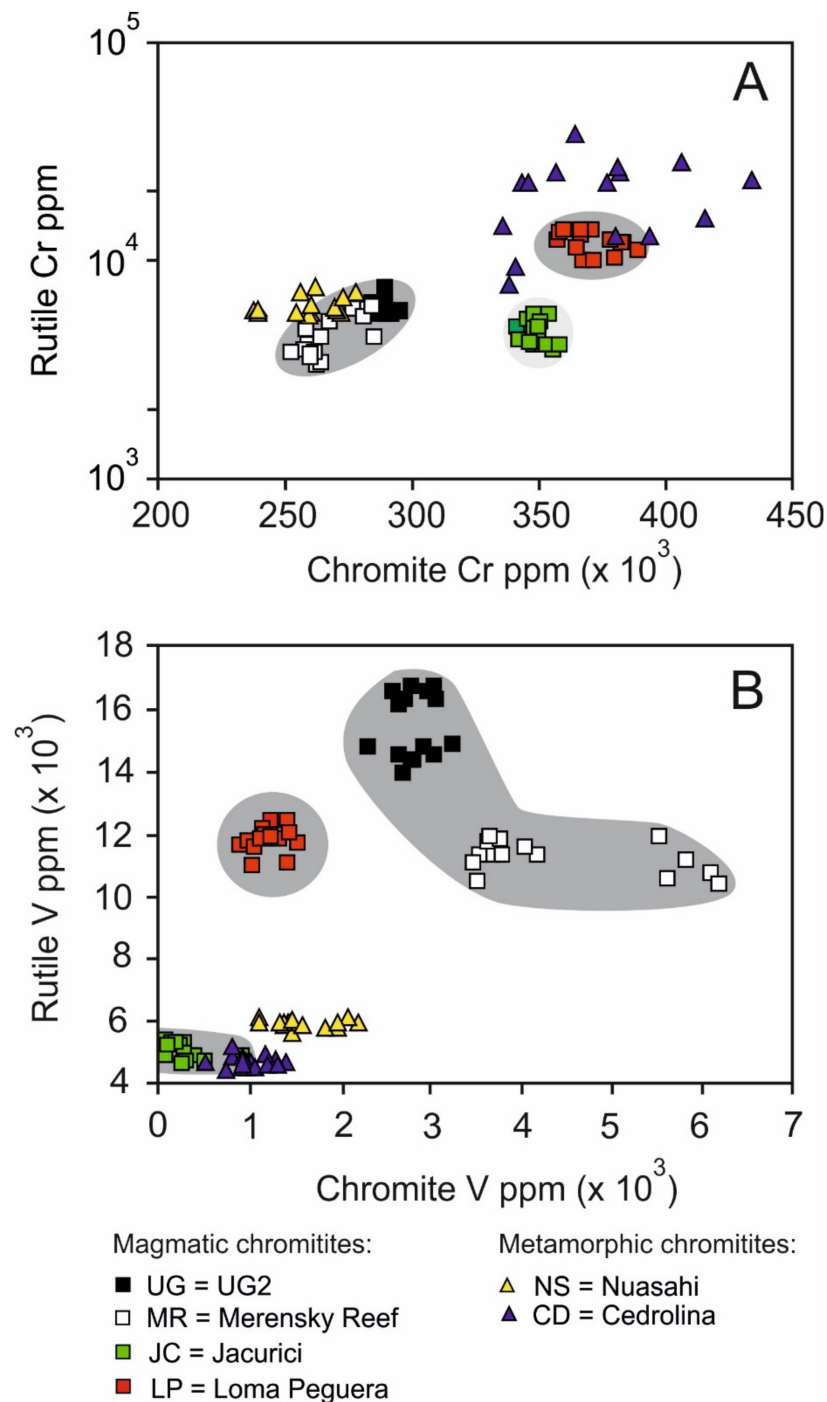 10^5
A
Rutile Cr ppm
10^4
10^3
200 250 300 350 400 450
Chromite Cr ppm (x 10^3)
18
B
16
14
12
Rutile V ppm (x 10^3)
10
8
6
4
0 1 2 3 4 5 6 7
Chromite V ppm (x 10^3)
Magmatic chromitites:
UG = UG2
MR = Merensky Reef
JC = Jacurici
LP = Loma Peguera
Metamorphic chromitites:
NS = Nuasahi
CD = Cedrolina